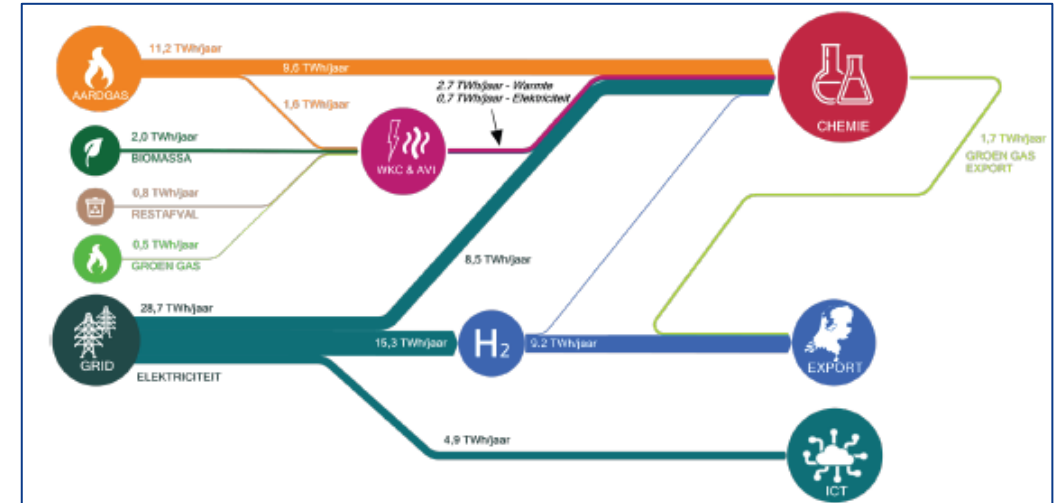 11,2 TWh/jaar
9,6 TWh/jaar
AARDGAS
1,6 TWh/jaar
2.7 TWh/jaar - Warmte
0,7 TWh/jaar - Elektriciteit
CHEMIE
2,0 TWh/jaar
BIOMASSA
WKC & AVI
1,7 TWh/jaar
GROEN GAS
EXPORT
0,8 TWh/jaar
RESTAFVAL
0,5 TWh/jaar
GROEN GAS
8,5 TWh/jaar
28,7 TWh/jaar
GRID
15,3 TWh/jaar
H2
9.2 TWh/jaar
EXPORT
ELEKTRICITEIT
4,9 TWh/jaar
ICT